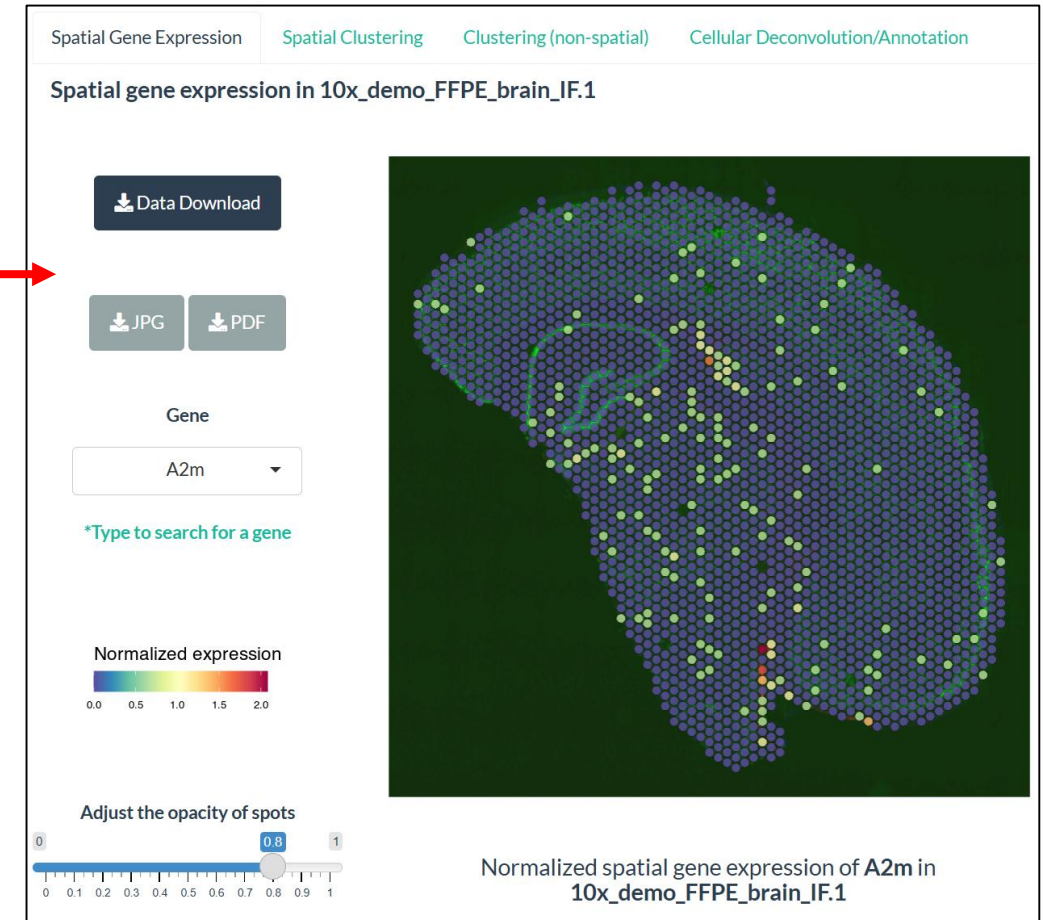 Spatial Gene Expression Spatial Clustering Clustering (non-spatial) Cellular Deconvolution/Annotation
Spatial gene expression in 10x_demo_FFPE_brain_IF.1
Data Download
JPG PDF
Gene
A2m
*Type to search for a gene
Normalized expression
0.0 0.5 1.0 1.5 2.0
Adjust the opacity of spots
0 0.8 1
0 0.1 0.2 0.3 0.4 0.5 0.6 0.7 0.8 0.9 1
Normalized spatial gene expression of A2m in
10x_demo_FFPE_brain_IF.1